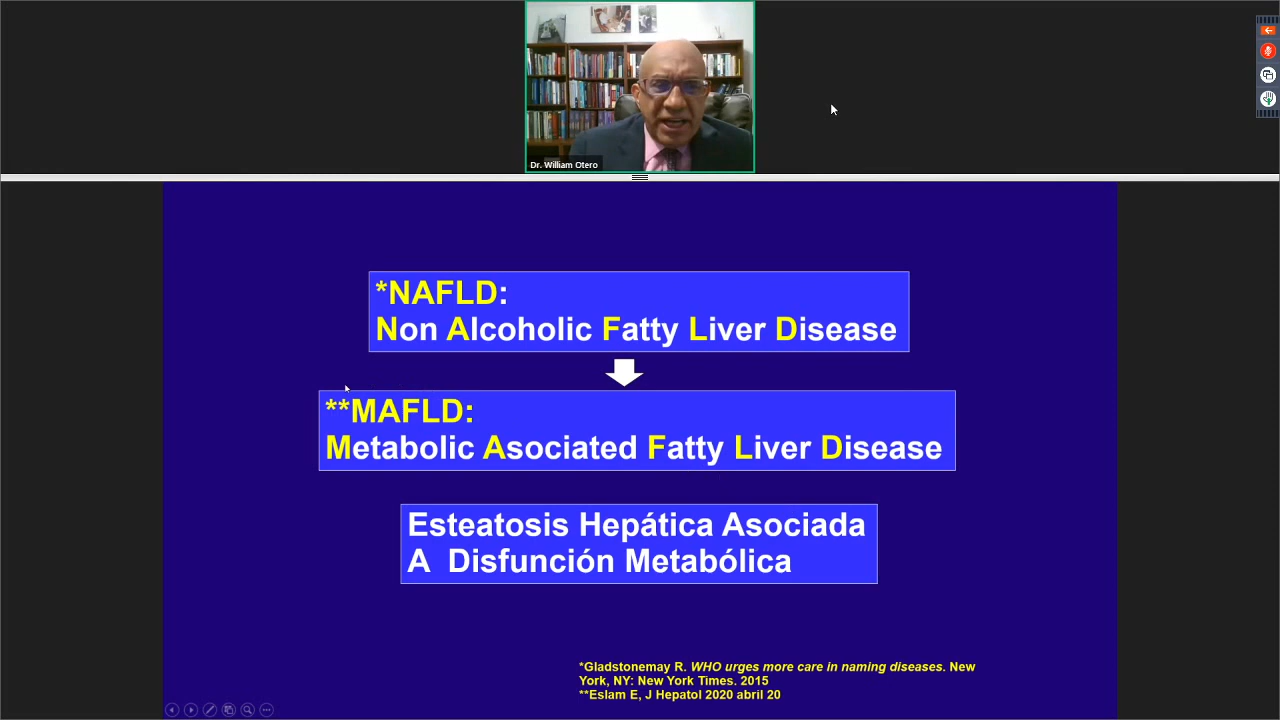 Dr. William Otero
*NAFLD:
Non Alcoholic Fatty Liver Disease
**MAFLD:
Metabolic Asociated Fatty Liver Disease
Esteatosis Hepática Asociada
A Disfunción Metabólica
*Gladstonemay R. WHO urges more care in naming diseases. New
York, NY: New York Times. 2015
**Eslam E, J Hepatol 2020 abril 20